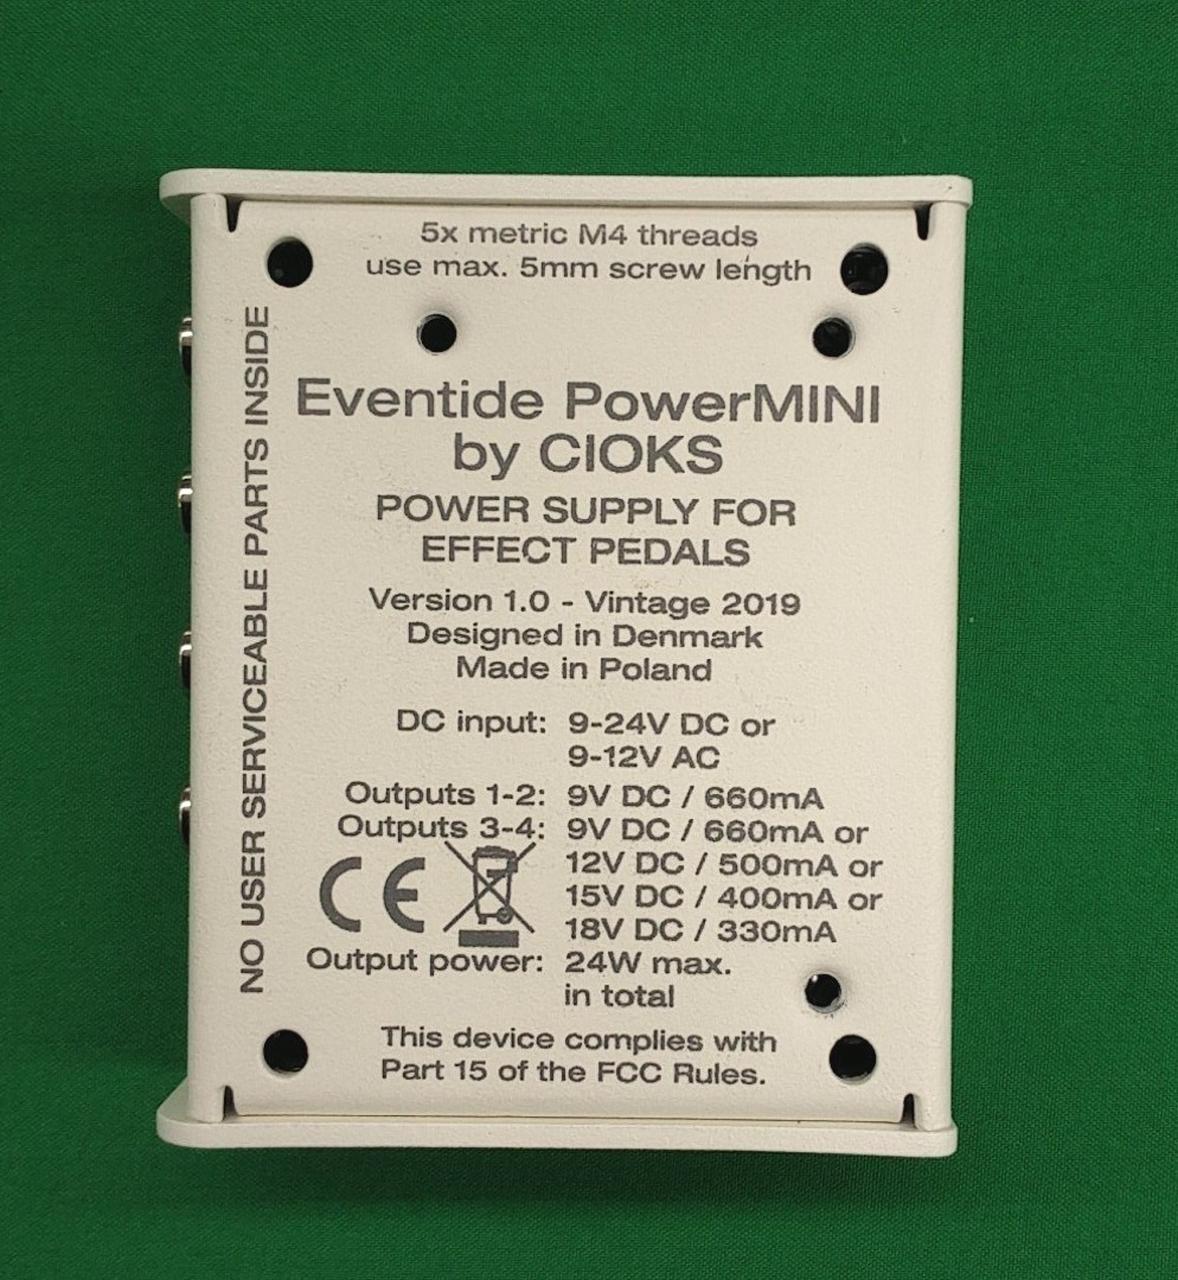 5x metric M4 threads
use max. 5mm screw length
NO USER SERVICEABLE PARTS INSIDE
Eventide PowerMINI
by CIOKS
POWER SUPPLY FOR
EFFECT PEDALS
Version 1.0 - Vintage 2019
Designed in Denmark
Made in Poland
DC input: 9-24V DC or
9-12V AC
Outputs 1-2: 9V DC / 660mA
Outputs 3-4: 9V DC / 660mA or
12V DC / 500mA or
15V DC / 400mA or
18V DC / 330mA
CE
Output power: 24W max.
in total
This device complies with
Part 15 of the FCC Rules.